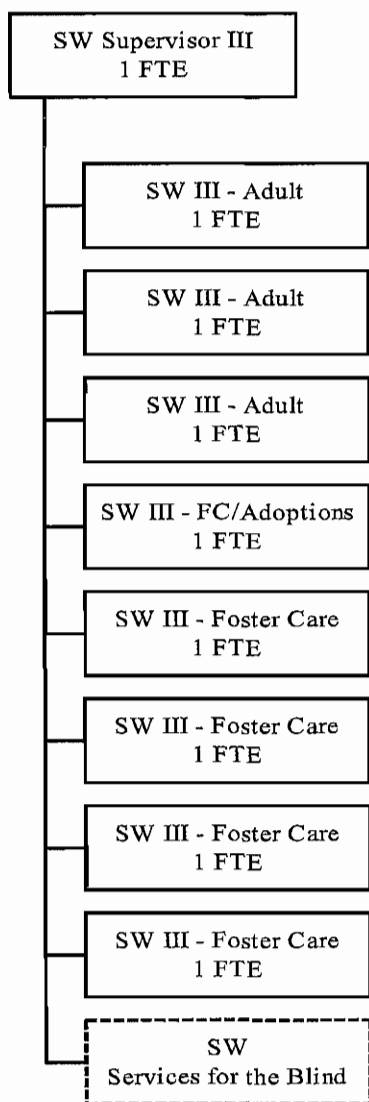 SW Supervisor III
1 FTE
SW III - Adult
1 FTE
SW III - Adult
1 FTE
SW III - Adult
1 FTE
SW III - FC/Adoptions
1 FTE
SW III - Foster Care
1 FTE
SW III - Foster Care
1 FTE
SW III - Foster Care
1 FTE
SW III - Foster Care
1 FTE
SW
Services for the Blind